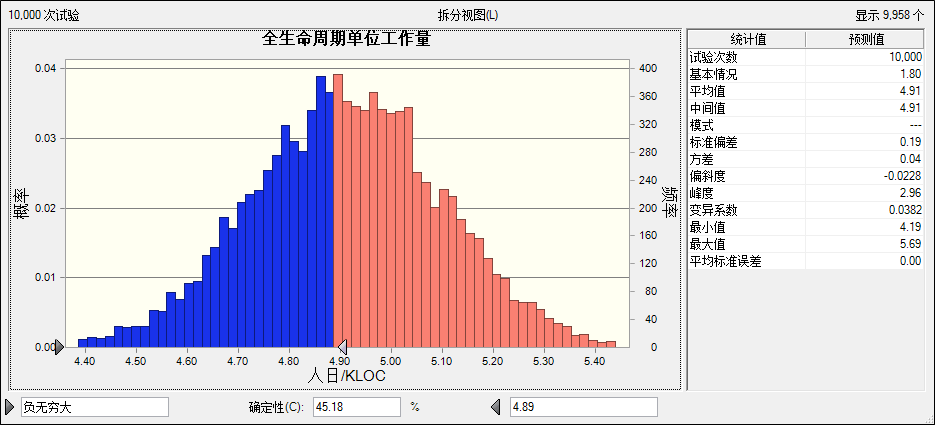 10,000 次试验
拆分视图(L)
显示 9,958 个
全生命周期单位工作量
0.04
0.03
0.02
0.01
0.00
概率
400
360
320
280
240
200
160
120
80
40
0
频率
4.40 4.50 4.60 4.70 4.80 4.90 5.00 5.10 5.20 5.30 5.40
人日/KLOC
统计值 预测值
试验次数 10,000
基本情况 1.80
平均值 4.91
中间值 4.91
模式 ---
标准偏差 0.19
方差 0.04
偏斜度 -0.0228
峰度 2.96
变异系数 0.0382
最小值 4.19
最大值 5.69
平均标准误差 0.00
负无穷大 确定性(C): 45.18 % 4.89